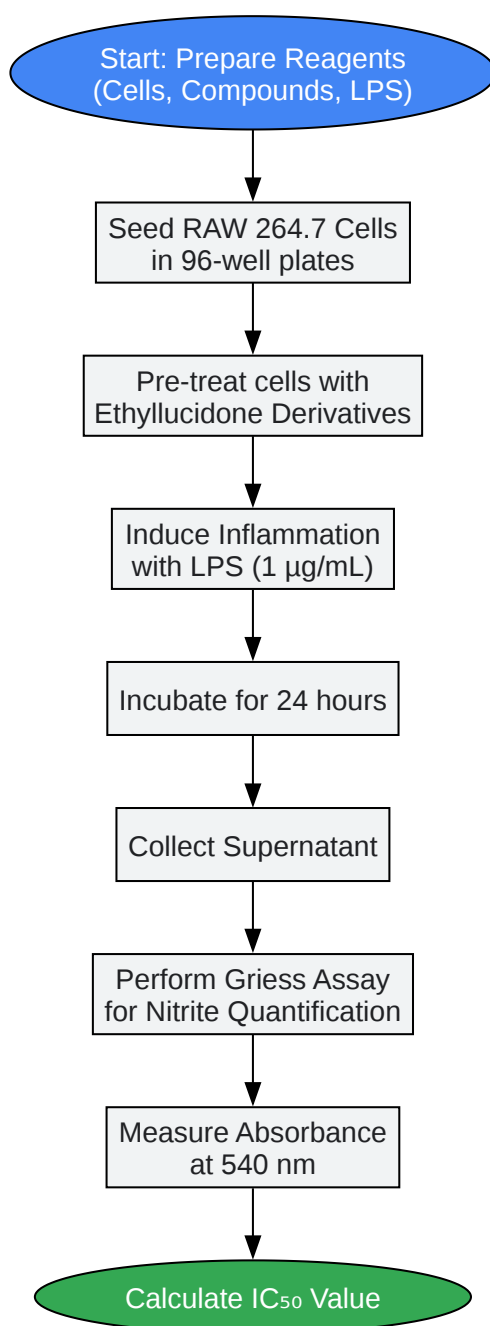 Start: Prepare Reagents
(Cells, Compounds, LPS)
Seed RAW 264.7 Cells
in 96-well plates
Pre-treat cells with
Ethyllucidone Derivatives
Induce Inflammation
with LPS (1 µg/mL)
Incubate for 24 hours
Collect Supernatant
Perform Griess Assay
for Nitrite Quantification
Measure Absorbance
at 540 nm
Calculate IC₅₀ Value